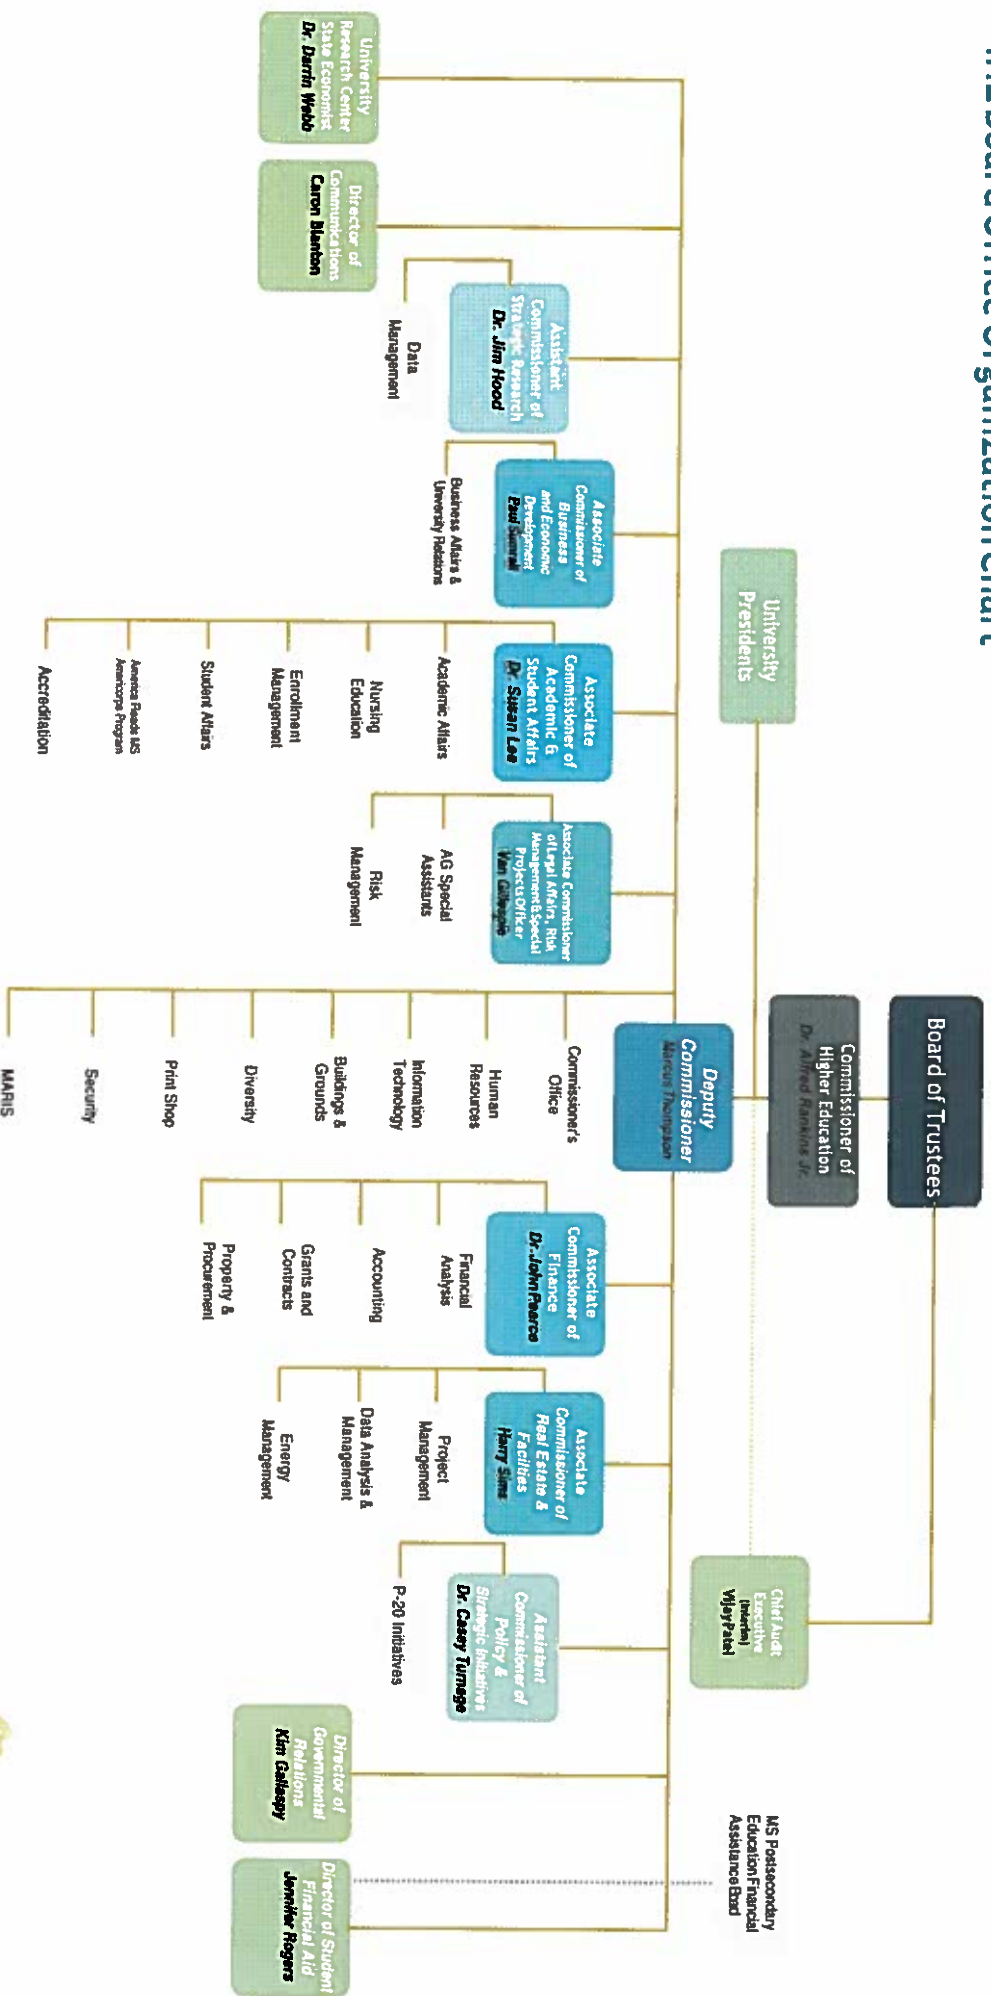 Board of Trustees
Commissioner of
Higher Education
Dr. Alfred Rankins Jr.
University
Presidents
Chief Audit
Executive
(Interim)
Vijay Patel
MS Postsecondary
Education Financial
Assistance Boad
Deputy
Commissioner
Marcus Thompson
University
Research Center
State Economist
Dr. Darrin Webb
Director of
Communications
Caron Blanton
Assistant
Commissioner of
Strategic Research
Dr. Jim Hood
Data
Management
Associate
Commissioner of
Business
and Economic
Development
Paul Sumrall
Business Affairs &
University Relations
Associate
Commissioner of
Academic &
Student Affairs
Dr. Susan Lee
Academic Affairs
Nursing
Education
Enrollment
Management
Student Affairs
America Reads MS
Americorps Program
Accreditation
Associate Commissioner
of Legal Affairs, Risk
Management & Special
Projects Officer
Van Gillespie
AG Special
Assistants
Risk
Management
Commissioner's
Office
Human
Resources
Information
Technology
Buildings &
Grounds
Diversity
Print Shop
Security
MARIS
Associate
Commissioner of
Finance
Dr. John Pearce
Financial
Analysis
Accounting
Grants and
Contracts
Property &
Procurement
Associate
Commissioner of
Real Estate &
Facilities
Harry Sims
Project
Management
Data Analysis &
Management
Energy
Management
Assistant
Commissioner of
Policy &
Strategic Initiatives
Dr. Casey Turnage
P-20 Initiatives
Director of
Governmental
Relations
Kim Gallaspy
Director of Student
Financial Aid
Jennifer Rogers